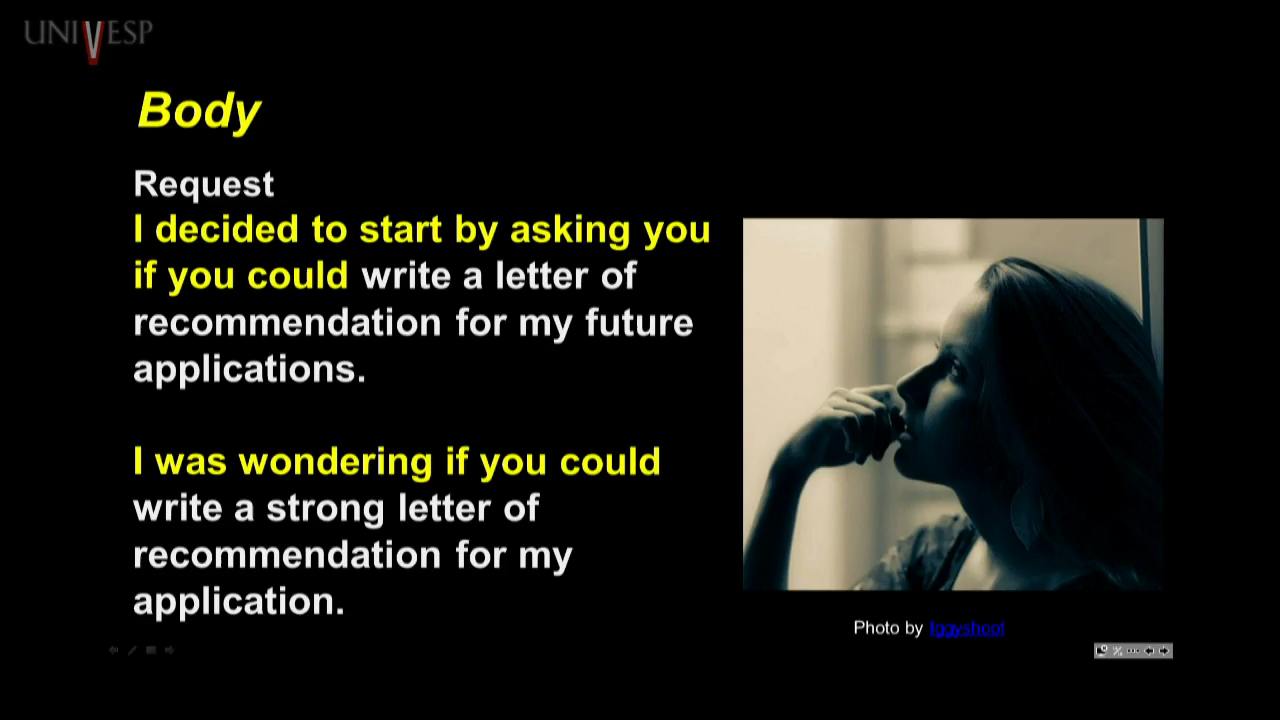 UNIVESP
Body
Request
I decided to start by asking you
if you could write a letter of
recommendation for my future
applications.
I was wondering if you could
write a strong letter of
recommendation for my
application.
Photo by